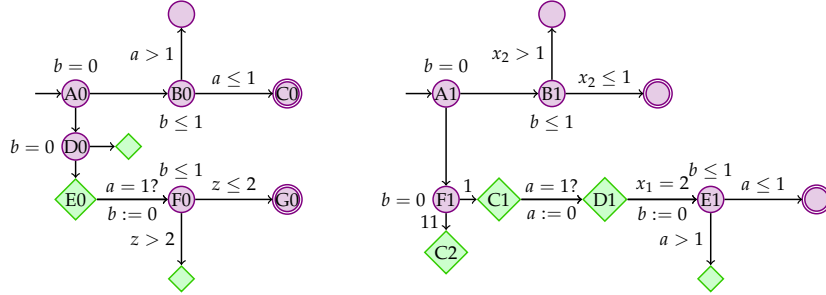 a > 1
b = 0
a ≤ 1
A0
B0
C0
b ≤ 1
b = 0
D0
b ≤ 1
a = 1?
z ≤ 2
E0
F0
G0
b := 0
z > 2
x₂ > 1
b = 0
x₂ ≤ 1
A1
B1
b ≤ 1
b ≤ 1
a = 1?
x₁ = 2
a ≤ 1
b = 0
F1
1
C1
D1
E1
a := 0
b := 0
11
a > 1
C2